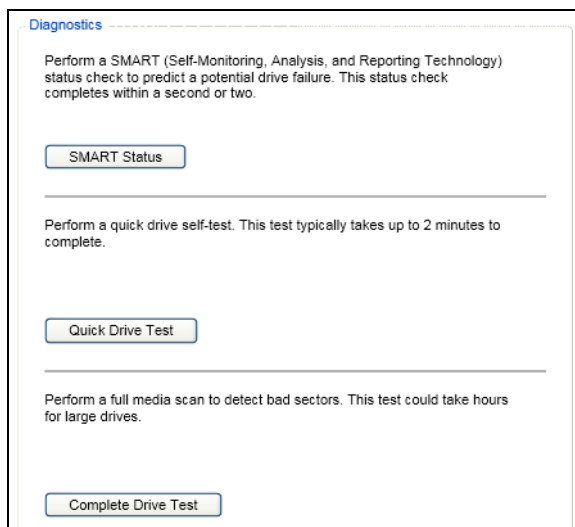 Diagnostics
Perform a SMART (Self-Monitoring, Analysis, and Reporting Technology)
status check to predict a potential drive failure. This status check
completes within a second or two.
SMART Status
Perform a quick drive self-test. This test typically takes up to 2 minutes to
complete.
Quick Drive Test
Perform a full media scan to detect bad sectors. This test could take hours
for large drives.
Complete Drive Test